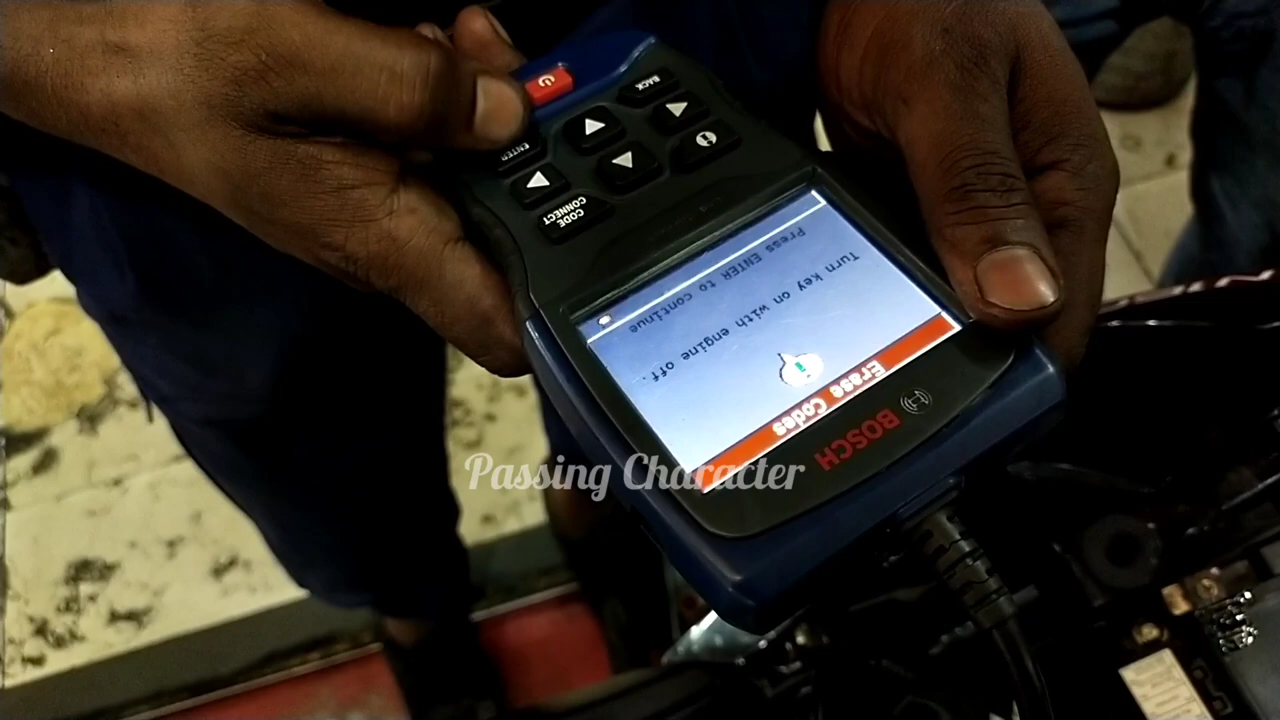 BOSCH
Erase Codes
Turn key on with engine off.
Press ENTER to continue
CODE
CONNECT
ENTER
BACK
Passing Character